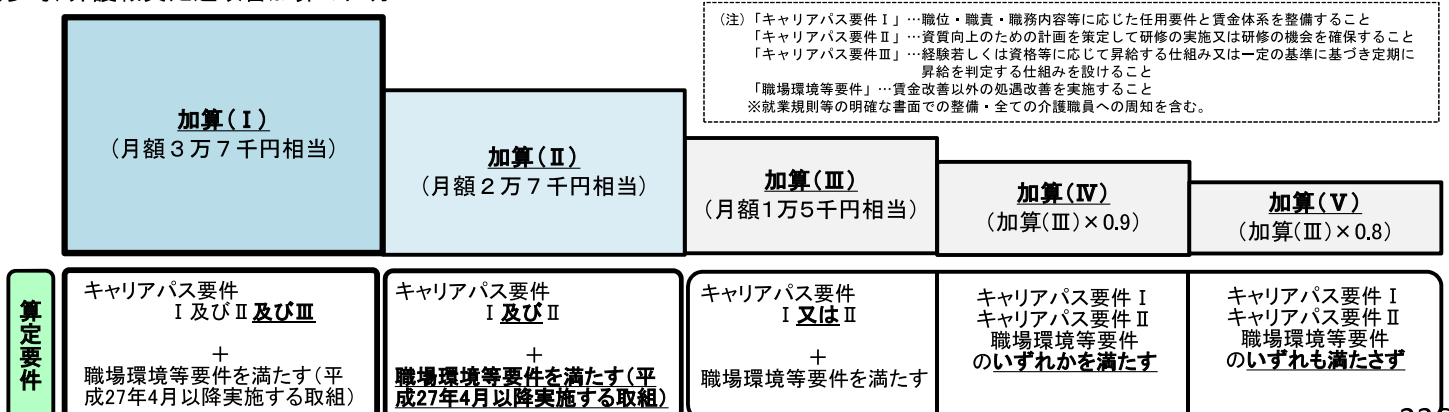 (注)「キャリアパス要件Ⅰ」…職位・職責・職務内容等に応じた任用要件と賃金体系を整備すること
「キャリアパス要件Ⅱ」…資質向上のための計画を策定して研修の実施又は研修の機会を確保すること
「キャリアパス要件Ⅲ」…経験若しくは資格等に応じて昇給する仕組み又は一定の基準に基づき定期に
昇給を判定する仕組みを設けること
「職場環境等要件」…賃金改善以外の処遇改善を実施すること
※就業規則等の明確な書面での整備・全ての介護職員への周知を含む。
加算(Ⅰ)
(月額3万7千円相当)
加算(Ⅱ)
(月額2万7千円相当)
加算(Ⅲ)
(月額1万5千円相当)
加算(Ⅳ)
(加算(Ⅲ)×0.9)
加算(Ⅴ)
(加算(Ⅲ)×0.8)
算定要件
キャリアパス要件
Ⅰ及びⅡ及びⅢ
+
職場環境等要件を満たす(平
成27年4月以降実施する取組)
キャリアパス要件
Ⅰ及びⅡ
+
職場環境等要件を満たす(平
成27年4月以降実施する取組)
キャリアパス要件
Ⅰ又はⅡ
+
職場環境等要件を満たす
キャリアパス要件Ⅰ
キャリアパス要件Ⅱ
職場環境等要件
のいずれかを満たす
キャリアパス要件Ⅰ
キャリアパス要件Ⅱ
職場環境等要件
のいずれも満たさず